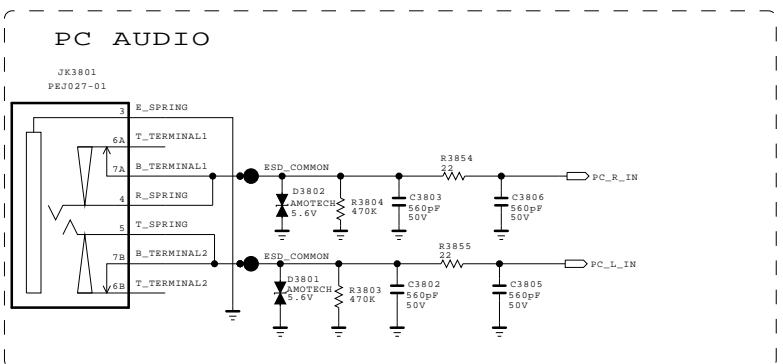 PC AUDIO
JK3801
PEJ027-01
3 E_SPRING
6A T_TERMINAL1
7A B_TERMINAL1
4 R_SPRING
5 T_SPRING
7B B_TERMINAL2
6B T_TERMINAL2
ESD_COMMON
D3802
AMOTECH
5.6V
R3804
470K
C3803
560pF
50V
R3854
22
C3806
560pF
50V
PC_R_IN
ESD_COMMON
D3801
AMOTECH
5.6V
R3803
470K
C3802
560pF
50V
R3855
22
C3805
560pF
50V
PC_L_IN